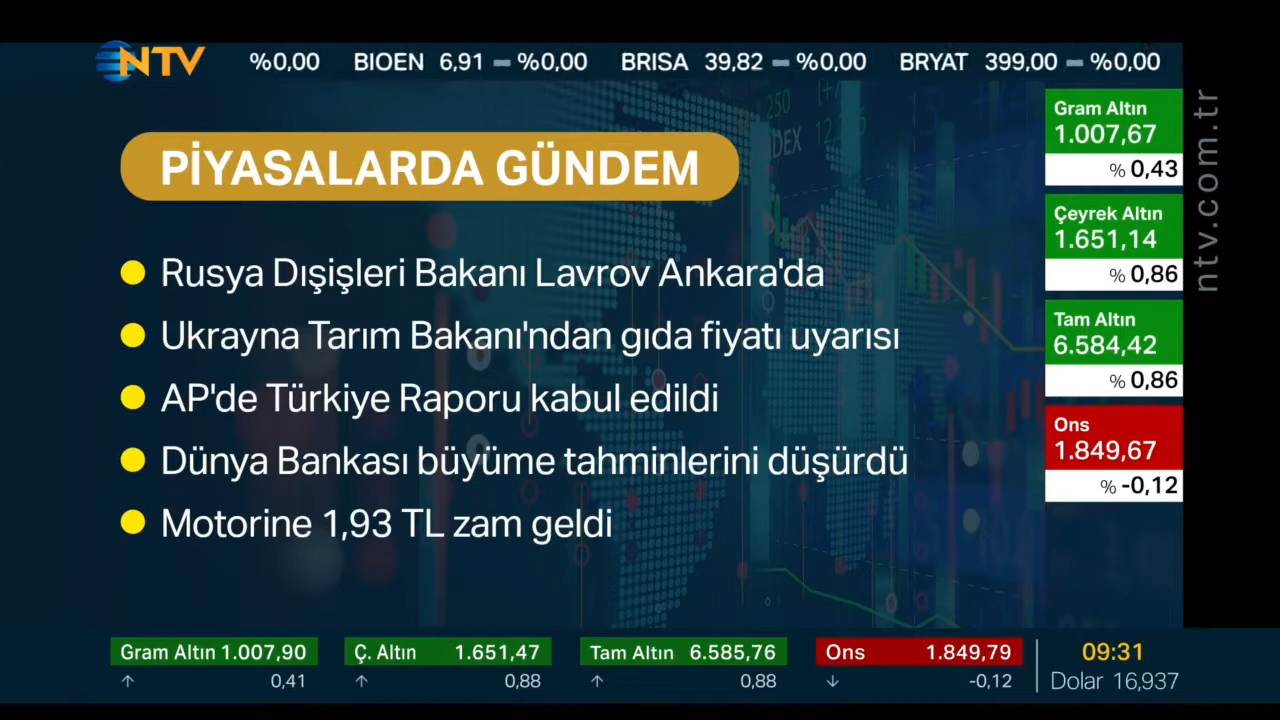 NTV %0,00 BIOEN 6,91 %0,00 BRISA 39,82 %0,00 BRYAT 399,00 %0,00
PİYASALARDA GÜNDEM
Rusya Dışişleri Bakanı Lavrov Ankara'da
Ukrayna Tarım Bakanı'ndan gıda fiyatı uyarısı
AP'de Türkiye Raporu kabul edildi
Dünya Bankası büyüme tahminlerini düşürdü
Motorine 1,93 TL zam geldi
Gram Altın
1.007,67
% 0,43
Çeyrek Altın
1.651,14
% 0,86
Tam Altın
6.584,42
% 0,86
Ons
1.849,67
% -0,12
ntv.com.tr
250
Gram Altın 1.007,90 Ç. Altın 1.651,47 Tam Altın 6.585,76 Ons 1.849,79 09:31
↑ 0,41 ↑ 0,88 ↑ 0,88 ↓ -0,12 Dolar 16,937